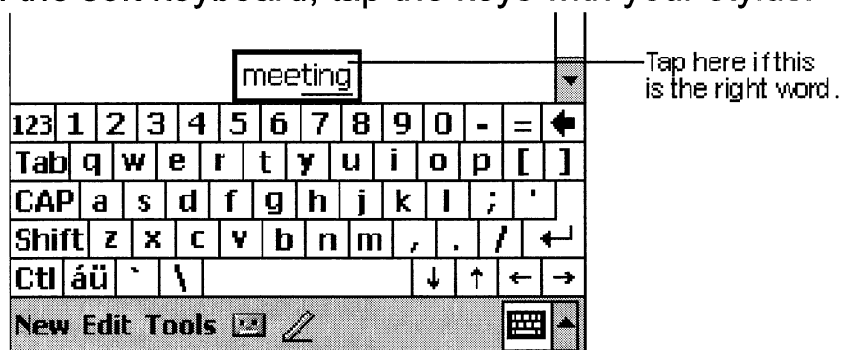 the soft keyboard, tap the keys with your stylus.
meeting
Tap here if this
is the right word.
123 1 2 3 4 5 6 7 8 9 0 - =
Tab q w e r t y u i o p [ ]
CAP a s d f g h j k l ; '
Shift z x c v b n m , . /
Ctl áü ` \ ↓ ↑ ← →
New Edit Tools